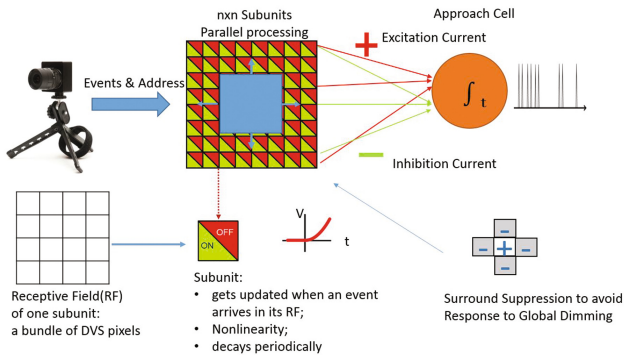 nxn Subunits
Parallel processing
Approach Cell
Excitation Current
Events & Address
∫ t
Inhibition Current
OFF
ON
V
t
Subunit:
• gets updated when an event
arrives in its RF;
• Nonlinearity;
• decays periodically
Receptive Field(RF)
of one subunit:
a bundle of DVS pixels
Surround Suppression to avoid
Response to Global Dimming